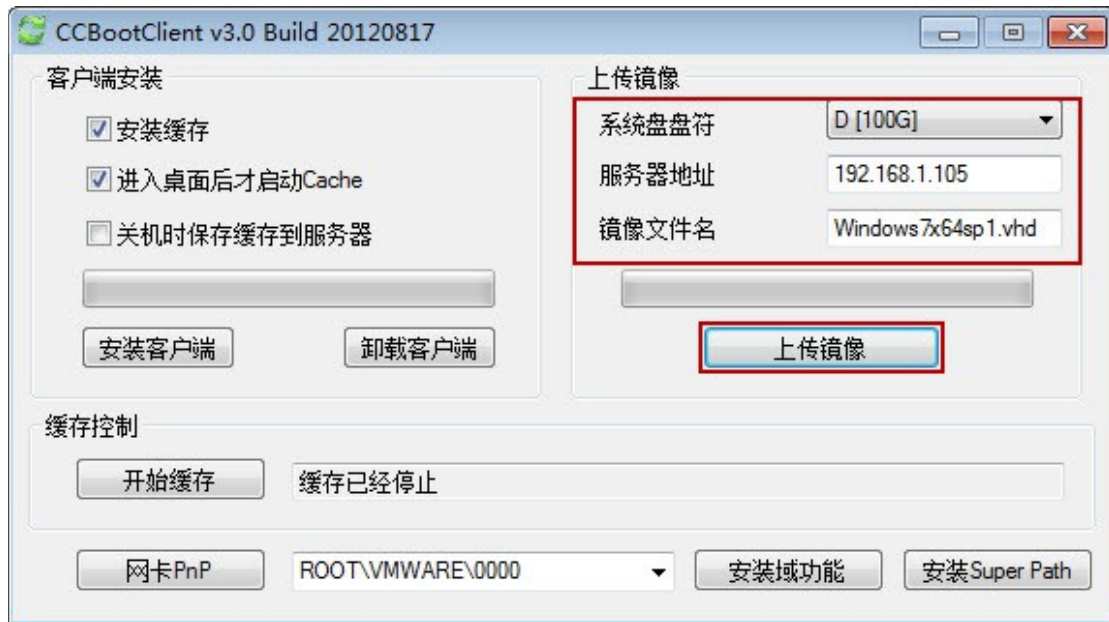 CCBootClient v3.0 Build 20120817
客户端安装
安装缓存
进入桌面后才启动Cache
关机时保存缓存到服务器
安装客户端 卸载客户端
上传镜像
系统盘盘符 D [100G]
服务器地址 192.168.1.105
镜像文件名 Windows7x64sp1.vhd
上传镜像
缓存控制
开始缓存 缓存已经停止
网卡PnP ROOT\VMWARE\0000 安装域功能 安装Super Path